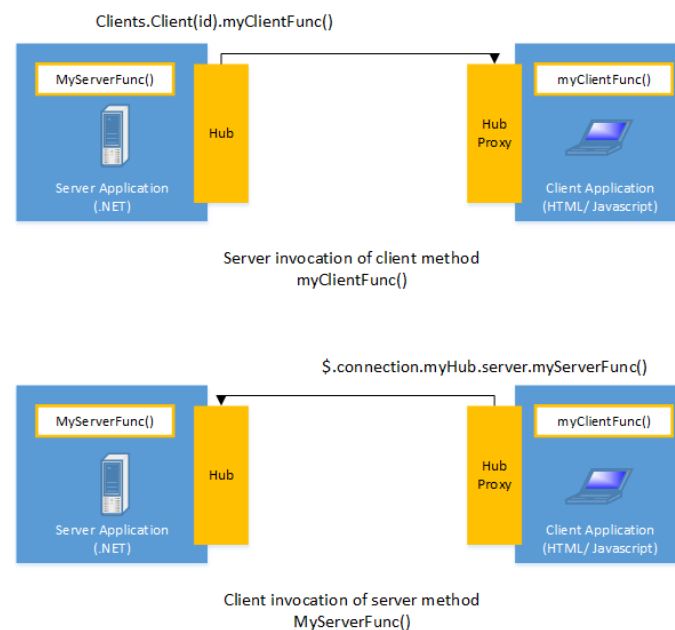 Clients.Client(id).myClientFunc()
MyServerFunc()
myClientFunc()
Hub
Hub
Proxy
Server Application
(.NET)
Client Application
(HTML/ Javascript)
Server invocation of client method
myClientFunc()
$.connection.myHub.server.myServerFunc()
MyServerFunc()
myClientFunc()
Hub
Hub
Proxy
Server Application
(.NET)
Client Application
(HTML/ Javascript)
Client invocation of server method
MyServerFunc()